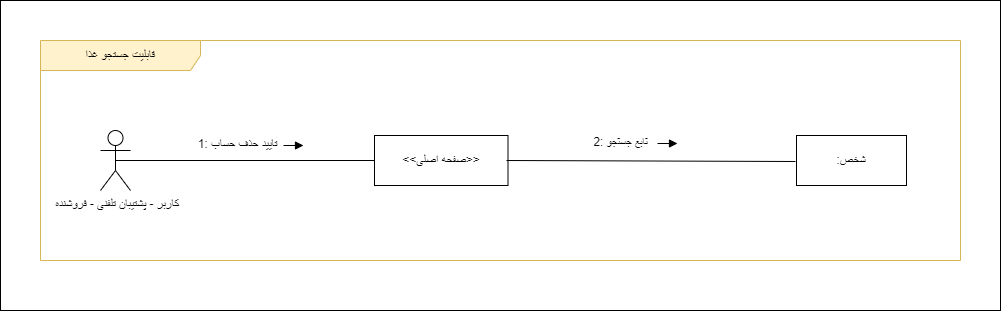 قابلیت جستجو غذا
1: تایید حذف حساب
2: تابع جستجو
<<صفحه اصلی>>
شخص:
کاربر - پشتیبان تلفنی - فروشنده